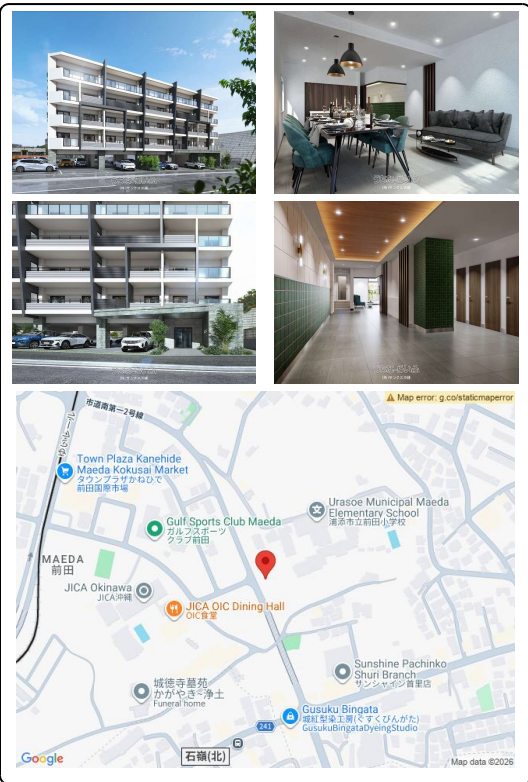 Map error: g.co/staticmaperror
市道南第一2号線
Town Plaza Kanehide
Maeda Kokusai Market
タウンプラザかねひで
前田国際市場
Urasoe Municipal Maeda
Elementary School
浦添市立前田小学校
Gulf Sports Club Maeda
ガルフスポーツ
クラブ前田
MAEDA
前田
JICA Okinawa
JICA沖縄
JICA OIC Dining Hall
OIC食堂
Sunshine Pachinko
Shuri Branch
サンシャイン首里店
城徳寺墓苑
かがやき-浄土
Funeral home
Gusuku Bingata
城紅型染工房(ぐすくびんがた)
GusukuBingataDyeingStudio
241
石嶺(北)
Google
Map data ©2026